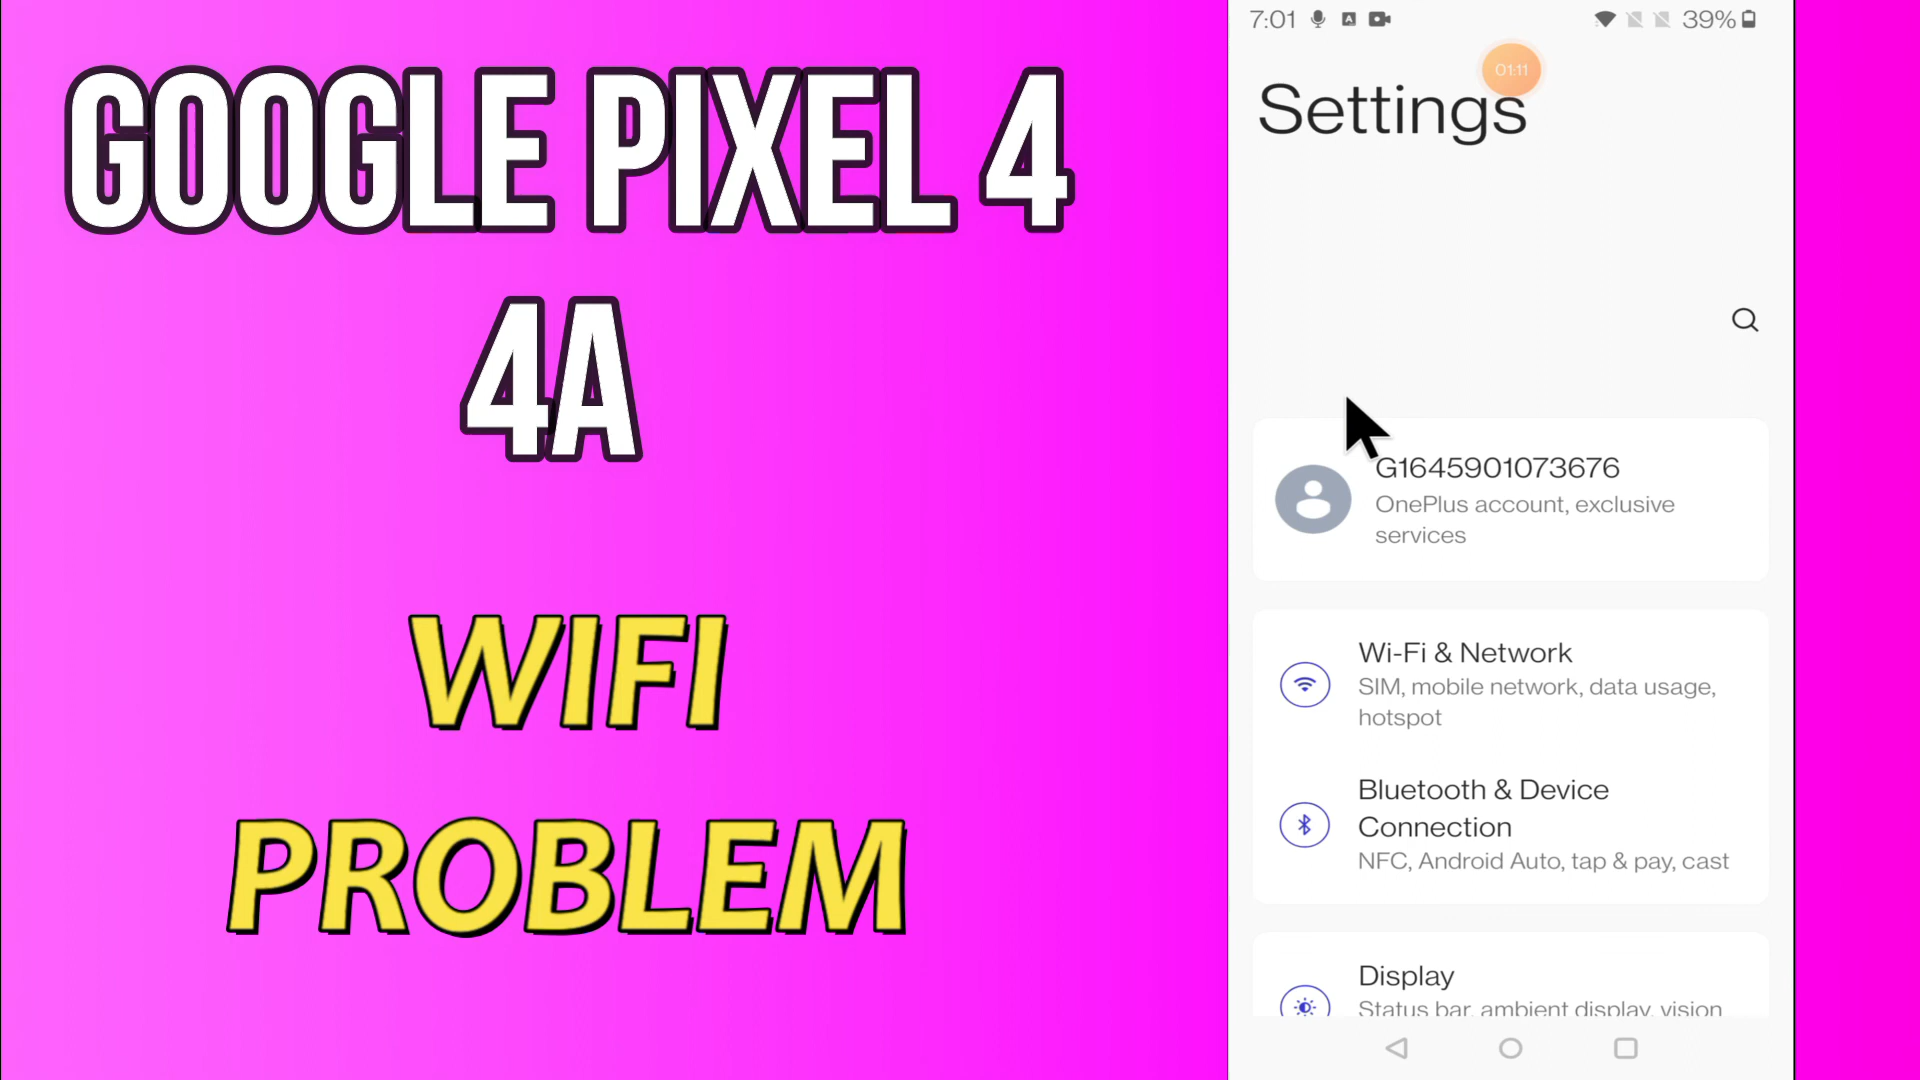 GOOGLE PIXEL 4
4A
WIFI
PROBLEM
7:01
39%
01:11
Settings
G1645901073676
OnePlus account, exclusive
services
Wi-Fi & Network
SIM, mobile network, data usage,
hotspot
Bluetooth & Device
Connection
NFC, Android Auto, tap & pay, cast
Display
Status bar, ambient display, vision